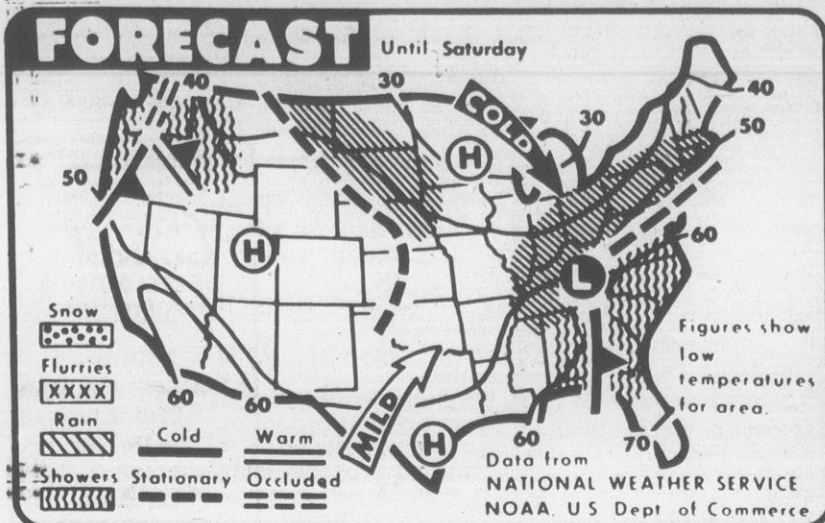 FORECAST Until Saturday
40
30
COLD
30
40
50
H
50
H
60
L
Snow
Flurries
XXXX
Rain
Showers
60
60
Cold
Warm
Stationary
Occluded
MILD
H
60
70
Figures show
low
temperatures
for area.
Data from
NATIONAL WEATHER SERVICE
NOAA, U S Dept of Commerce